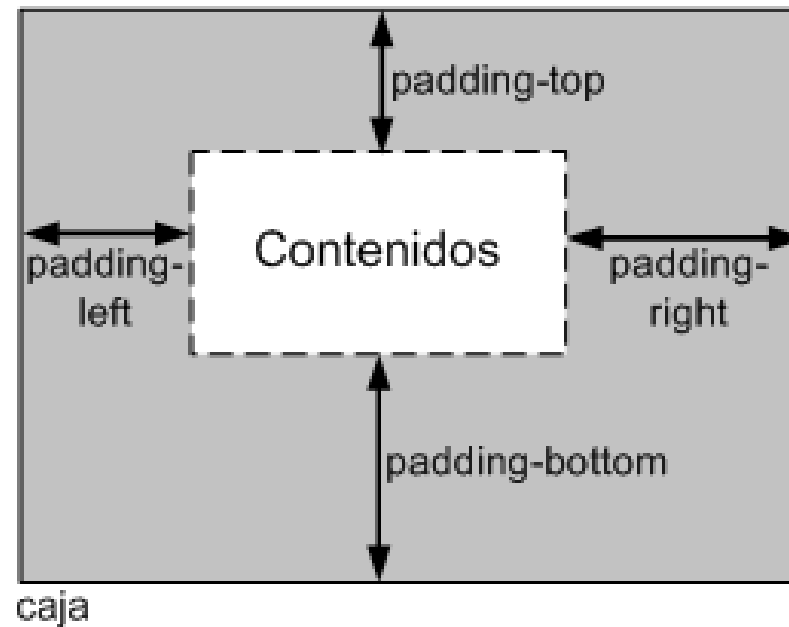 padding-top
Contenidos
padding-
left
padding-
right
padding-bottom
caja